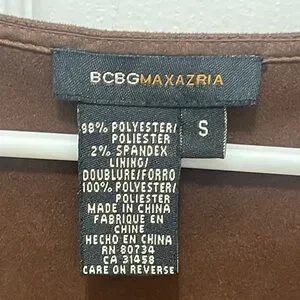 BCBGMAXAZRIA
S
98% POLYESTER/
POLIESTER
2% SPANDEX
LINING/
DOUBLURE/FORRO
100% POLYESTER/
POLIESTER
MADE IN CHINA
FABRIQUE EN
CHINE
HECHO EN CHINA
RN 80734
CA 31458
CARE ON REVERSE